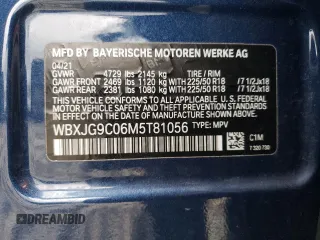 MFD BY BAYERISCHE MOTOREN WERKE AG
04/21
GVWR 4729 lbs 2145 kg TIRE / RIM
GAWR FRONT 2469 lbs 1120 kg 225/50 R18 / 7 1/2Jx18
GAWR REAR 2381 lbs 1080 kg 225/50 R18 / 7 1/2Jx18
THIS VEHICLE CONFORMS TO ALL APPLICABLE U.S. FEDERAL
MOTOR VEHICLE SAFETY, BUMPER, AND THEFT PREVENTION
STANDARDS IN EFFECT ON THE DATE OF MANUFACTURE SHOWN ABOVE.
WBXJG9C06M5T81056 C1M
TYPE: MPV
DREAMBID